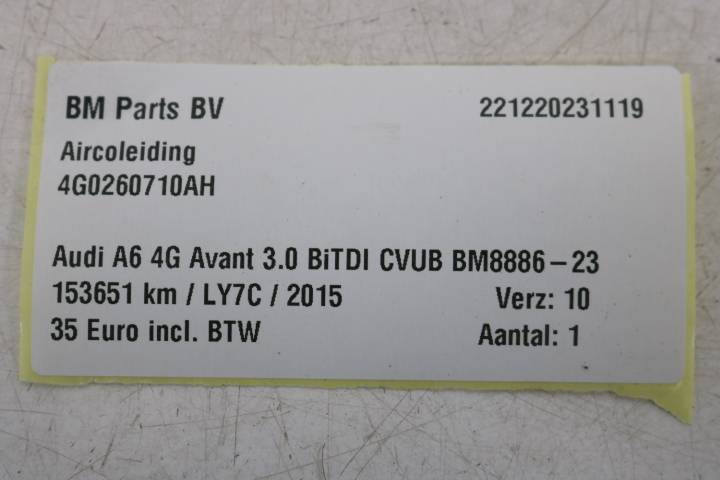 BM Parts BV 221220231119
Aircoleiding
4G0260710AH
Audi A6 4G Avant 3.0 BiTDI CVUB BM8886-23
153651 km / LY7C / 2015 Verz: 10
35 Euro incl. BTW Aantal: 1